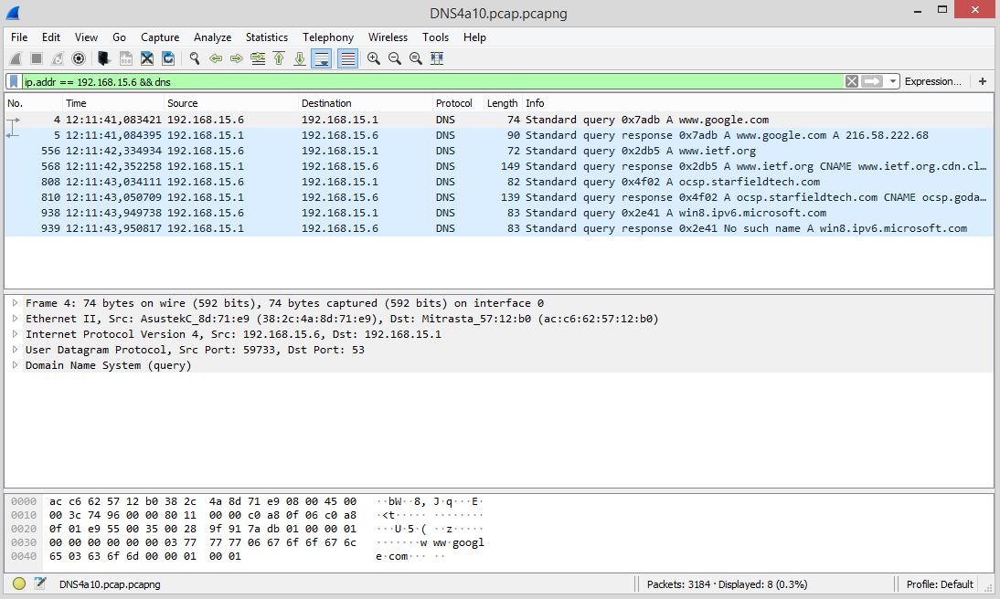 DNS4a10.pcap.pcapng
File Edit View Go Capture Analyze Statistics Telephony Wireless Tools Help
ip.addr == 192.168.15.6 && dns Expression... +
No. Time Source Destination Protocol Length Info
4 12:11:41,083421 192.168.15.6 192.168.15.1 DNS 74 Standard query 0x7adb A www.google.com
5 12:11:41,084395 192.168.15.1 192.168.15.6 DNS 90 Standard query response 0x7adb A www.google.com A 216.58.222.68
556 12:11:42,334934 192.168.15.6 192.168.15.1 DNS 72 Standard query 0x2db5 A www.ietf.org
568 12:11:42,352258 192.168.15.1 192.168.15.6 DNS 149 Standard query response 0x2db5 A www.ietf.org CNAME www.ietf.org.cdn.cl…
808 12:11:43,034111 192.168.15.6 192.168.15.1 DNS 82 Standard query 0x4f02 A ocsp.starfieldtech.com
810 12:11:43,050709 192.168.15.1 192.168.15.6 DNS 139 Standard query response 0x4f02 A ocsp.starfieldtech.com CNAME ocsp.goda…
938 12:11:43,949738 192.168.15.6 192.168.15.1 DNS 83 Standard query 0x2e41 A win8.ipv6.microsoft.com
939 12:11:43,950817 192.168.15.1 192.168.15.6 DNS 83 Standard query response 0x2e41 No such name A win8.ipv6.microsoft.com
Frame 4: 74 bytes on wire (592 bits), 74 bytes captured (592 bits) on interface 0
Ethernet II, Src: AsustekC_8d:71:e9 (38:2c:4a:8d:71:e9), Dst: Mitrasta_57:12:b0 (ac:c6:62:57:12:b0)
Internet Protocol Version 4, Src: 192.168.15.6, Dst: 192.168.15.1
User Datagram Protocol, Src Port: 59733, Dst Port: 53
Domain Name System (query)
0000 ac c6 62 57 12 b0 38 2c 4a 8d 71 e9 08 00 45 00 ··bW··8, J·q···E·
0010 00 3c 74 96 00 00 80 11 00 00 c0 a8 0f 06 c0 a8 ·<t····· ········
0020 0f 01 e9 55 00 35 00 28 9f 91 7a db 01 00 00 01 ···U·5·( ··z·····
0030 00 00 00 00 00 00 03 77 77 77 06 67 6f 6f 67 6c ·······w ww·googl
0040 65 03 63 6f 6d 00 00 01 00 01 e·com··· ··
DNS4a10.pcap.pcapng Packets: 3184 · Displayed: 8 (0.3%) Profile: Default